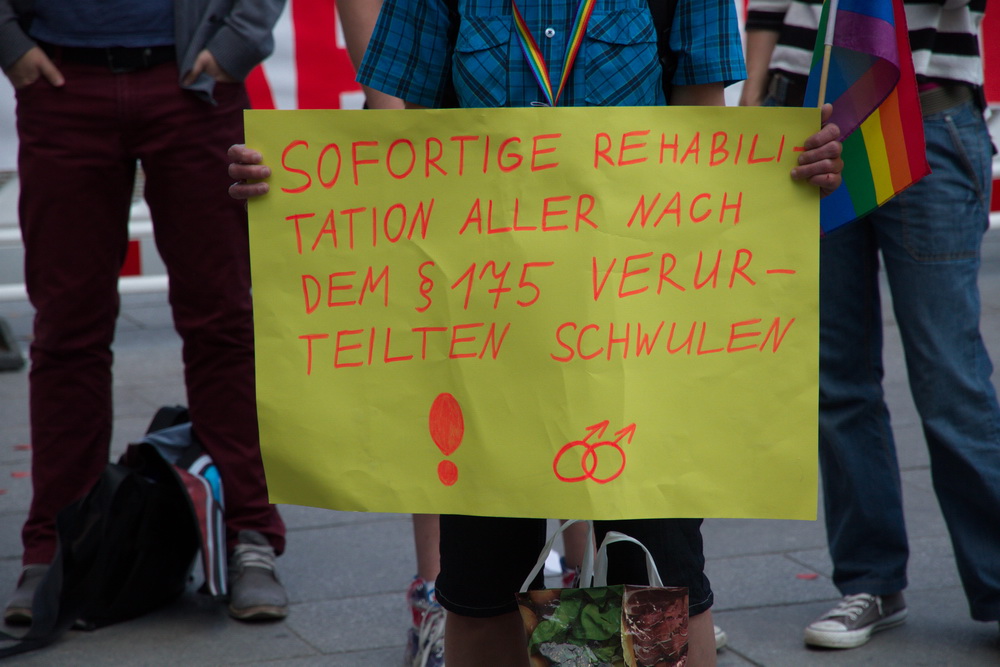 SOFORTIGE REHABILI-
TATION ALLER NACH
DEM § 175 VERUR-
TEILTEN SCHWULEN
!